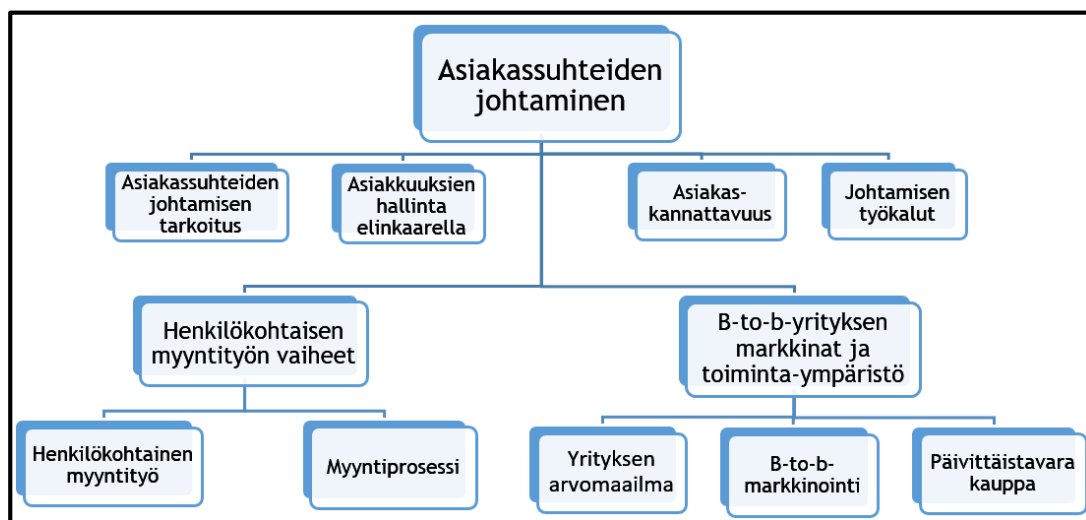 Asiakassuhteiden
johtaminen
Asiakassuhteiden
johtamisen
tarkoitus
Asiakkuuksien
hallinta
elinkaarella
Asiakas-
kannattavuus
Johtamisen
työkalut
Henkilökohtaisen
myyntityön vaiheet
B-to-b-yrityksen
markkinat ja
toiminta-ympäristö
Henkilökohtainen
myyntityö
Myyntiprosessi
Yrityksen
arvomaailma
B-to-b-
markkinointi
Päivittäistavara
kauppa